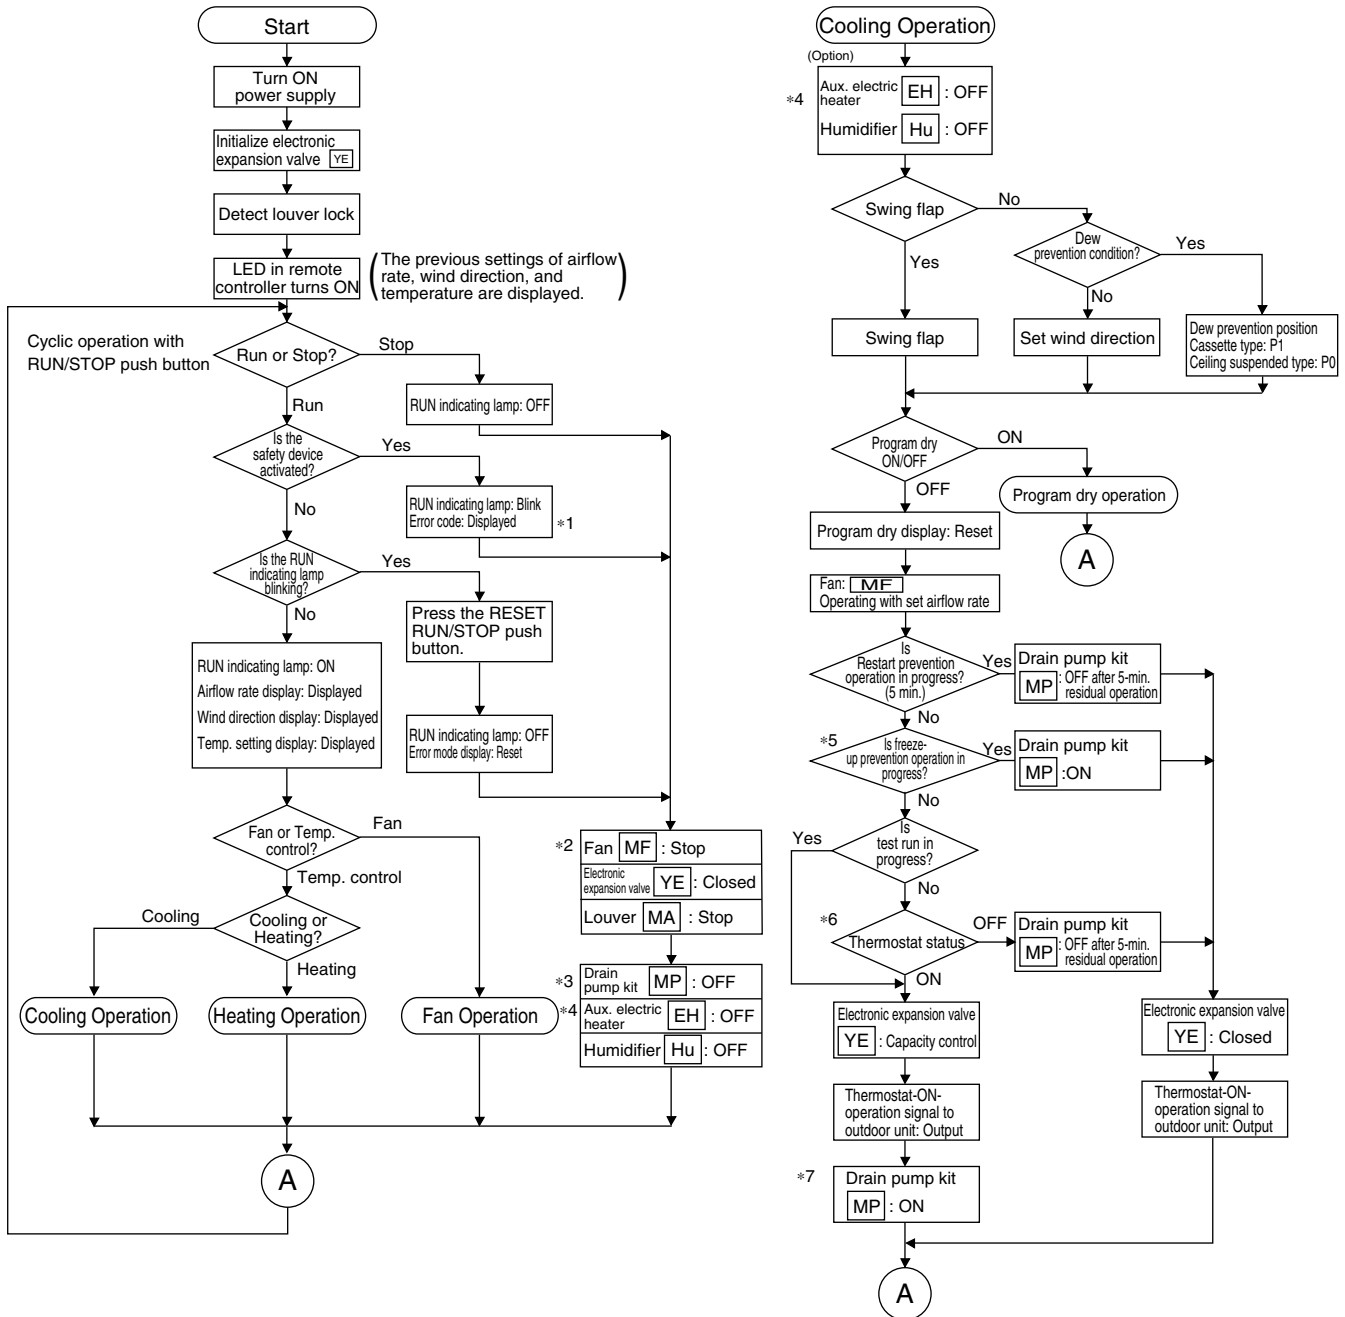 Start
Turn ON
power supply
Initialize electronic
expansion valve YE
Detect louver lock
LED in remote
controller turns ON
(The previous settings of airflow
rate, wind direction, and
temperature are displayed.)
Cyclic operation with
RUN/STOP push button
Run or Stop?
Stop
RUN indicating lamp: OFF
Run
Is the
safety device
activated?
Yes
RUN indicating lamp: Blink
Error code: Displayed
*1
No
Is the RUN
indicating lamp
blinking?
Yes
Press the RESET
RUN/STOP push
button.
No
RUN indicating lamp: ON
Airflow rate display: Displayed
Wind direction display: Displayed
Temp. setting display: Displayed
RUN indicating lamp: OFF
Error mode display: Reset
Fan or Temp.
control?
Fan
Temp. control
Cooling or
Heating?
Cooling
Heating
Cooling Operation
Heating Operation
Fan Operation
*2 Fan MF : Stop
Electronic
expansion valve YE : Closed
Louver MA : Stop
*3 Drain
pump kit MP : OFF
*4 Aux. electric
heater EH : OFF
Humidifier Hu : OFF
A
Cooling Operation
(Option)
*4 Aux. electric
heater EH : OFF
Humidifier Hu : OFF
Swing flap
No
Yes
Dew
prevention condition?
Yes
No
Swing flap
Set wind direction
Dew prevention position
Cassette type: P1
Ceiling suspended type: P0
Program dry
ON/OFF
ON
Program dry operation
A
OFF
Program dry display: Reset
Fan: MF
Operating with set airflow rate
Is
Restart prevention
operation in progress?
(5 min.)
Yes
Drain pump kit
MP : OFF after 5-min.
residual operation
No
*5
Is freeze-
up prevention operation in
progress?
Yes
Drain pump kit
MP :ON
No
Is
test run in
progress?
Yes
No
*6
Thermostat status
OFF
Drain pump kit
MP : OFF after 5-min.
residual operation
ON
Electronic expansion valve
YE : Capacity control
Electronic expansion valve
YE : Closed
Thermostat-ON-
operation signal to
outdoor unit: Output
Thermostat-ON-
operation signal to
outdoor unit: Output
*7
Drain pump kit
MP : ON
A